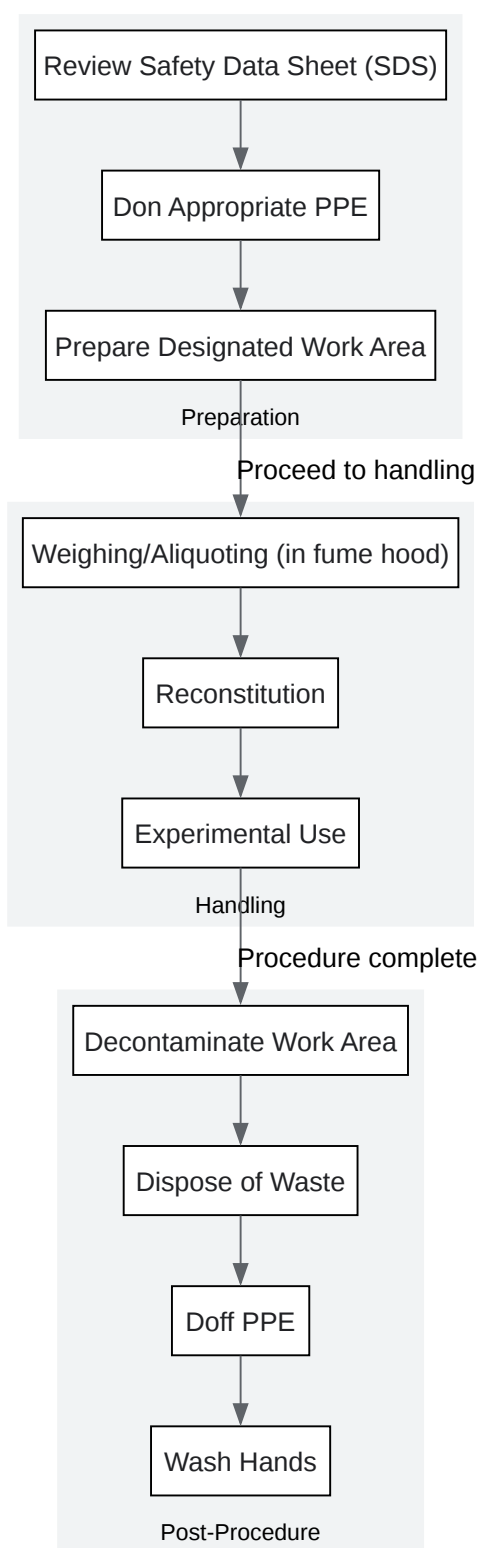 Review Safety Data Sheet (SDS)
Don Appropriate PPE
Prepare Designated Work Area
Preparation
Proceed to handling
Weighing/Aliquoting (in fume hood)
Reconstitution
Experimental Use
Handling
Procedure complete
Decontaminate Work Area
Dispose of Waste
Doff PPE
Wash Hands
Post-Procedure